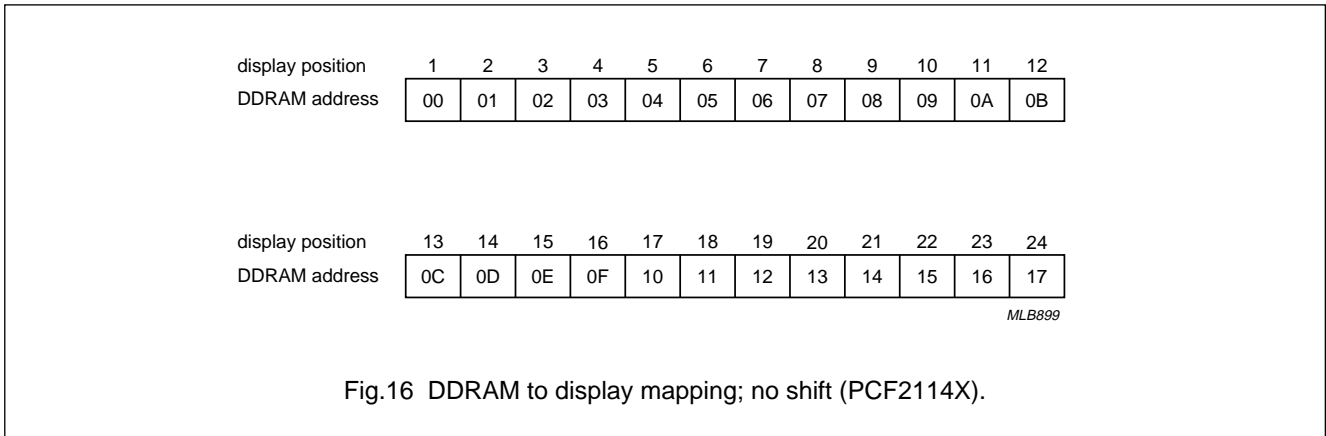 display position 1 2 3 4 5 6 7 8 9 10 11 12
DDRAM address 00 01 02 03 04 05 06 07 08 09 0A 0B
display position 13 14 15 16 17 18 19 20 21 22 23 24
DDRAM address 0C 0D 0E 0F 10 11 12 13 14 15 16 17
MLB899
Fig.16 DDRAM to display mapping; no shift (PCF2114X).